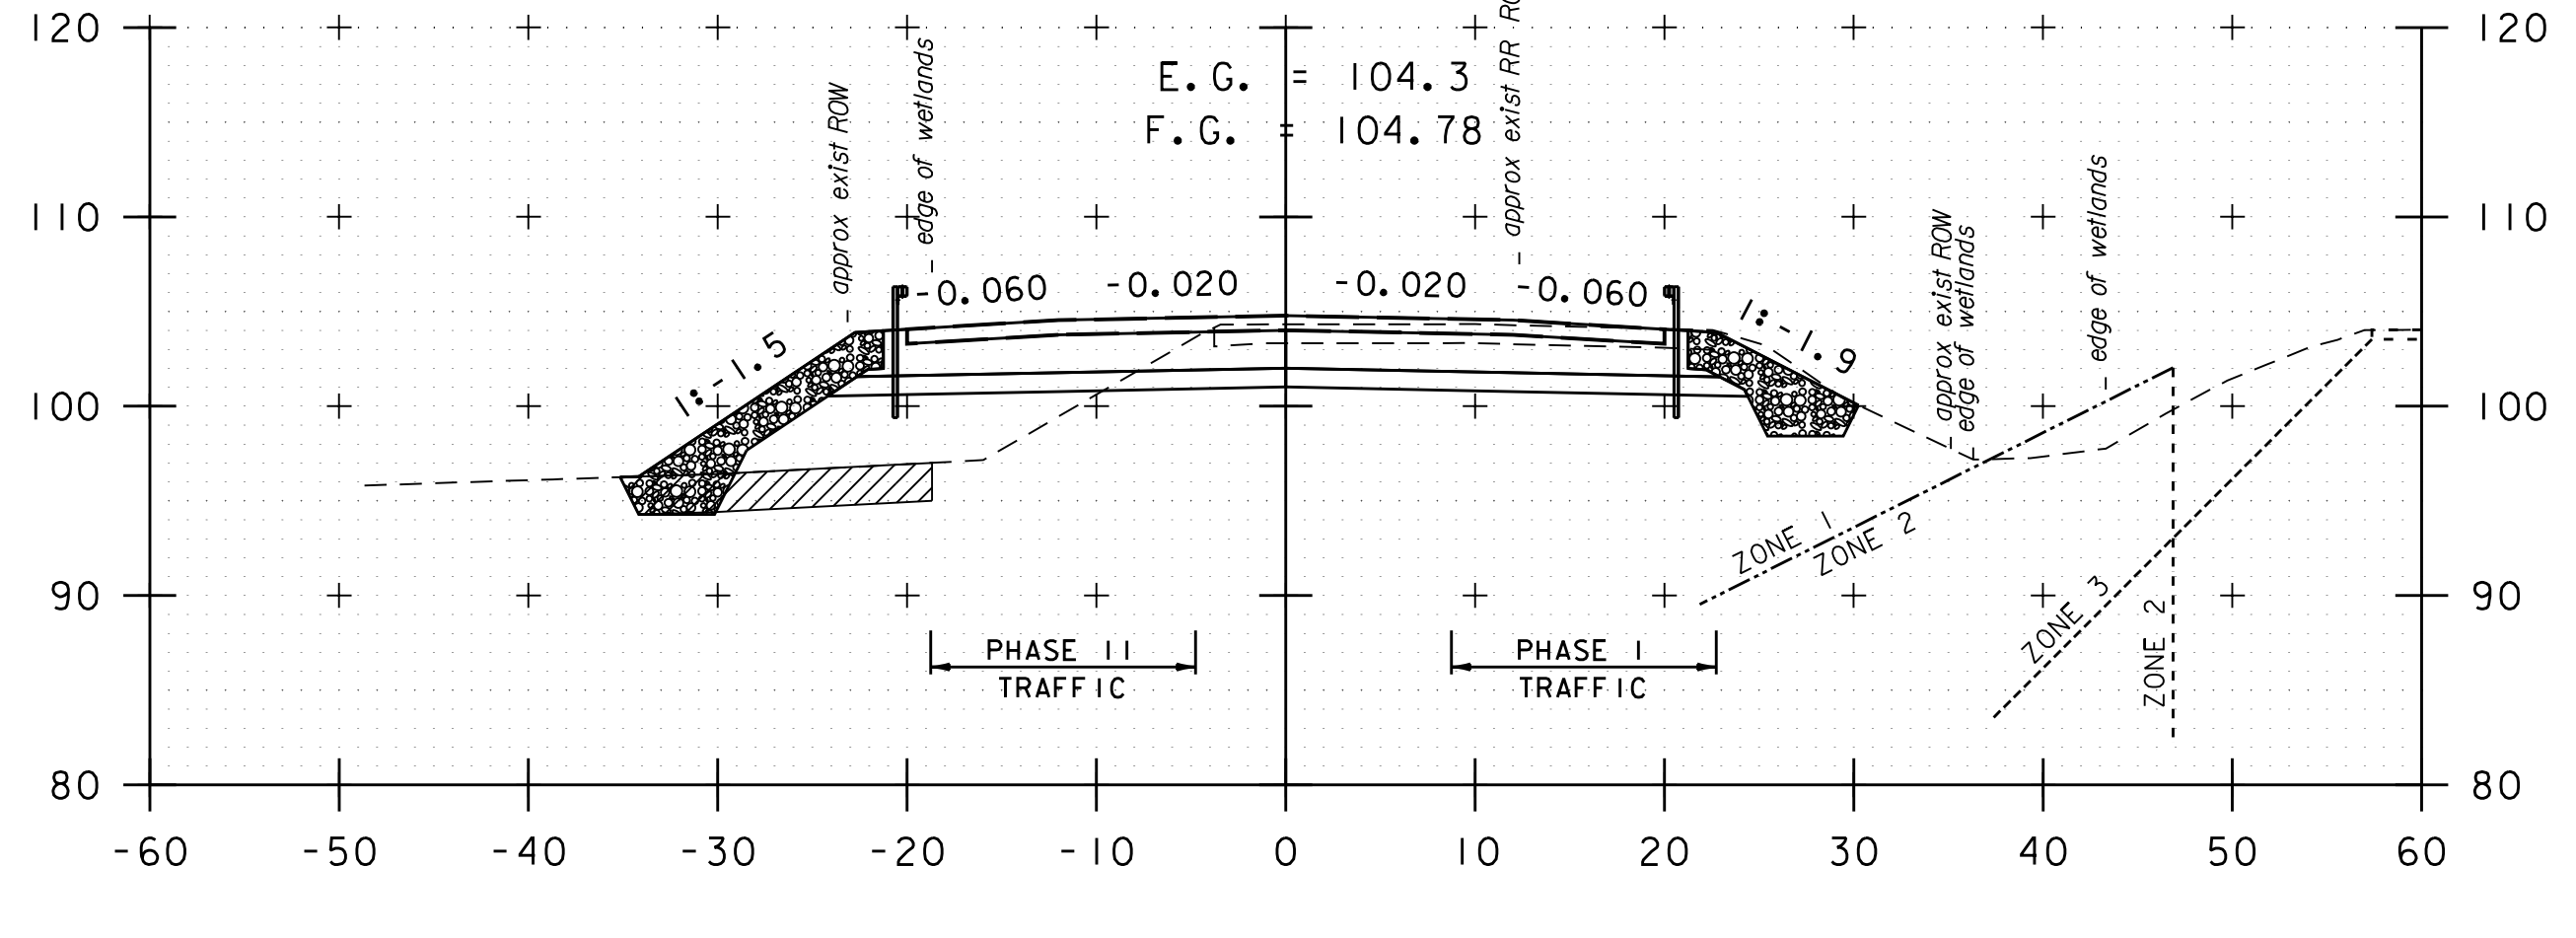 120
120
E.G. = 104.3
F.G. = 104.78
approx exist ROW
edge of wetlands
approx exist RR
110
110
approx exist ROW
edge of wetlands
edge of wetlands
-0.060
-0.020
-0.020
-0.060
1:-1.5
1:-1.9
100
100
ZONE 1
ZONE 2
90
90
ZONE 3
ZONE 2
PHASE II
TRAFFIC
PHASE I
TRAFFIC
80
80
-60 -50 -40 -30 -20 -10 0 10 20 30 40 50 60